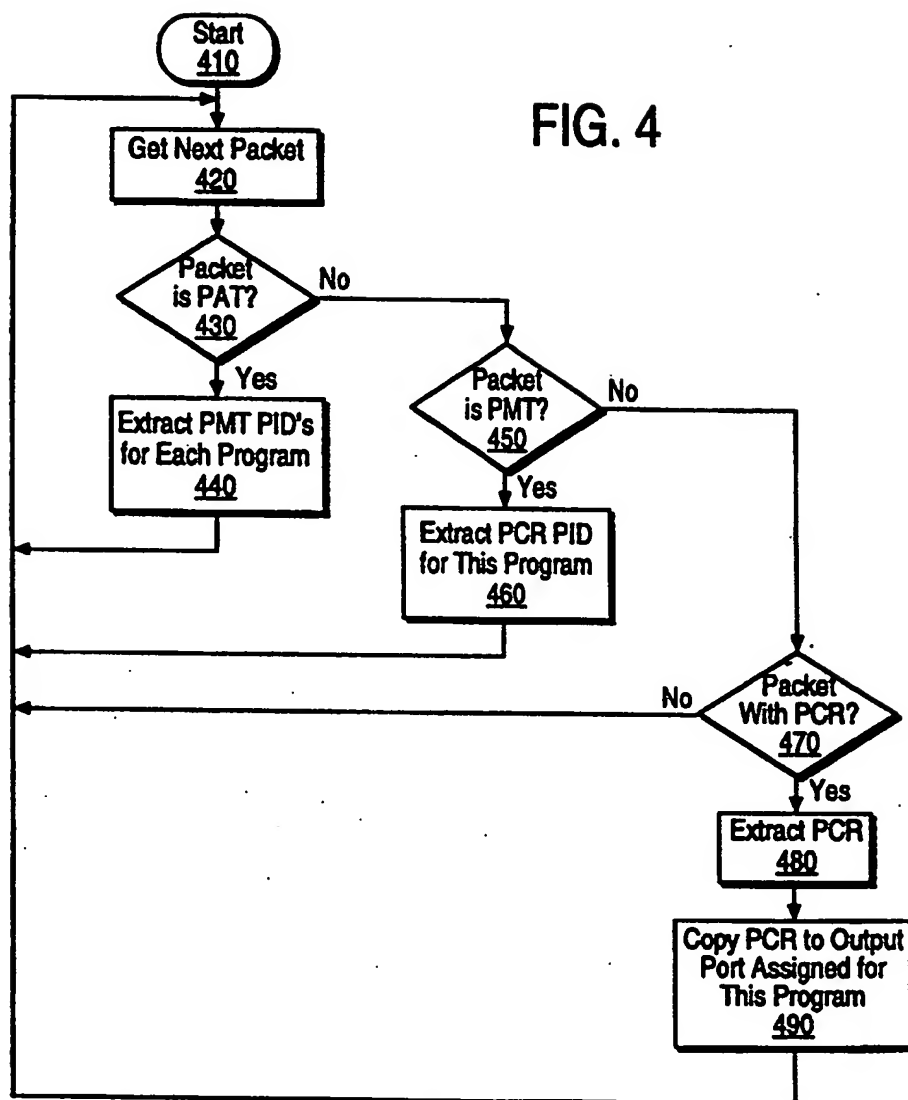 Start
410
FIG. 4
Get Next Packet
420
Packet
is PAT?
430
No
Yes
Extract PMT PID's
for Each Program
440
Packet
is PMT?
450
No
Yes
Extract PCR PID
for This Program
460
Packet
With PCR?
470
No
Yes
Extract PCR
480
Copy PCR to Output
Port Assigned for
This Program
490